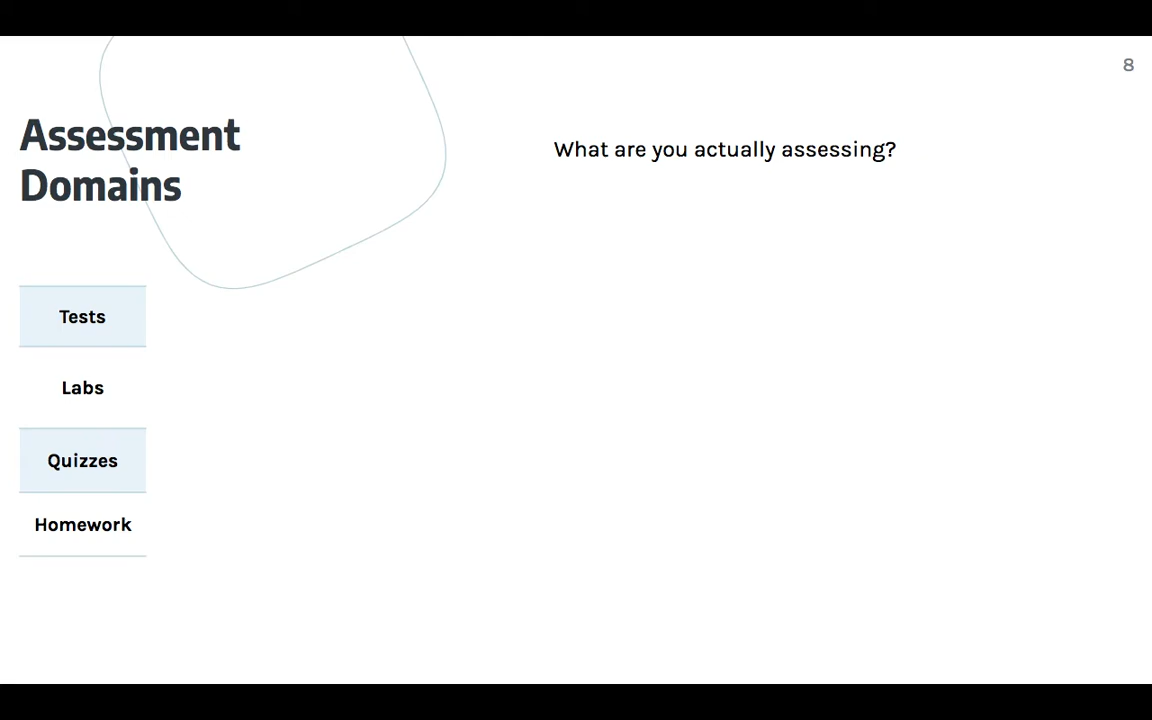 8
Assessment
Domains
What are you actually assessing?
Tests
Labs
Quizzes
Homework